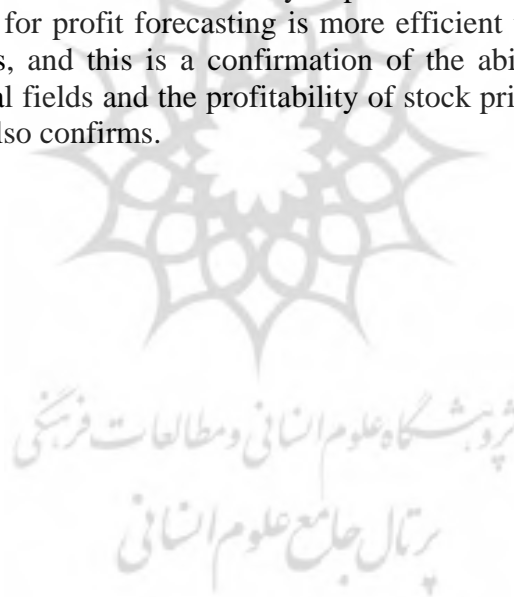 for profit forecasting is more efficient
s, and this is a confirmation of the abi
al fields and the profitability of stock pri
also confirms.
پژوهشگاه علوم انسانی و مطالعات فرهنگی
پرتال جامع علوم انسانی